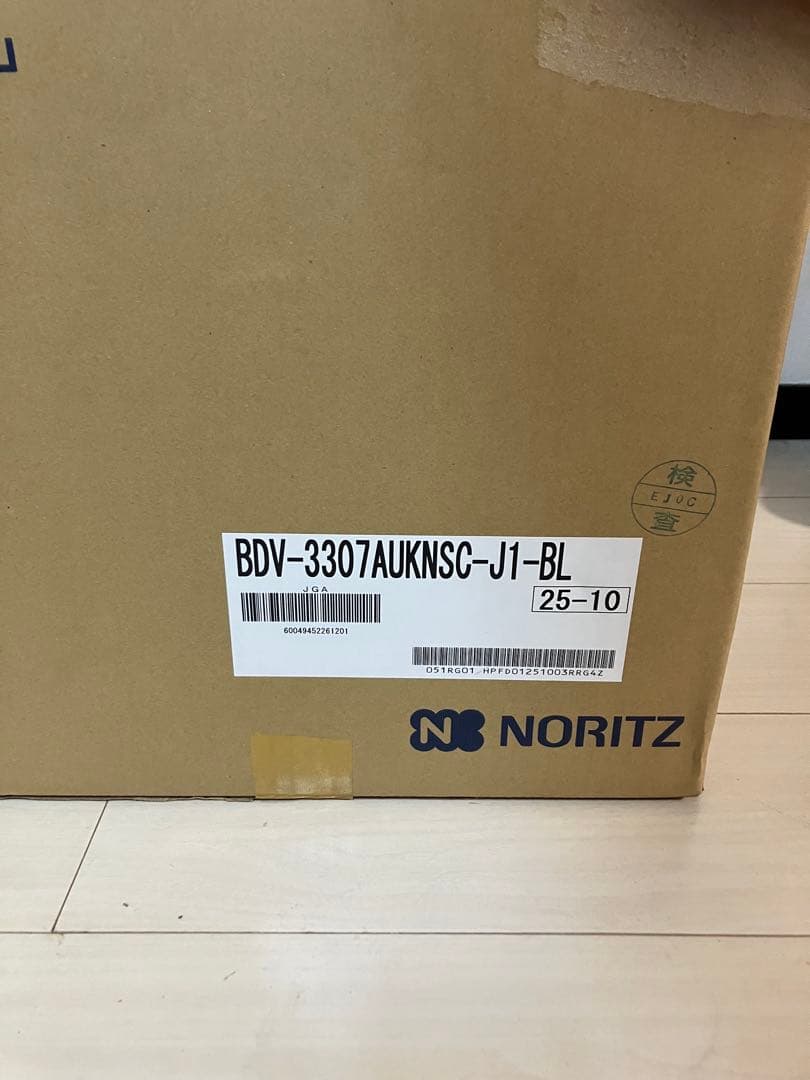 検
EJOC
査
BDV-3307AUKNSC-J1-BL
JGA
25-10
60049452261201
051RG01 HPFD01251003RRG4Z
NORITZ